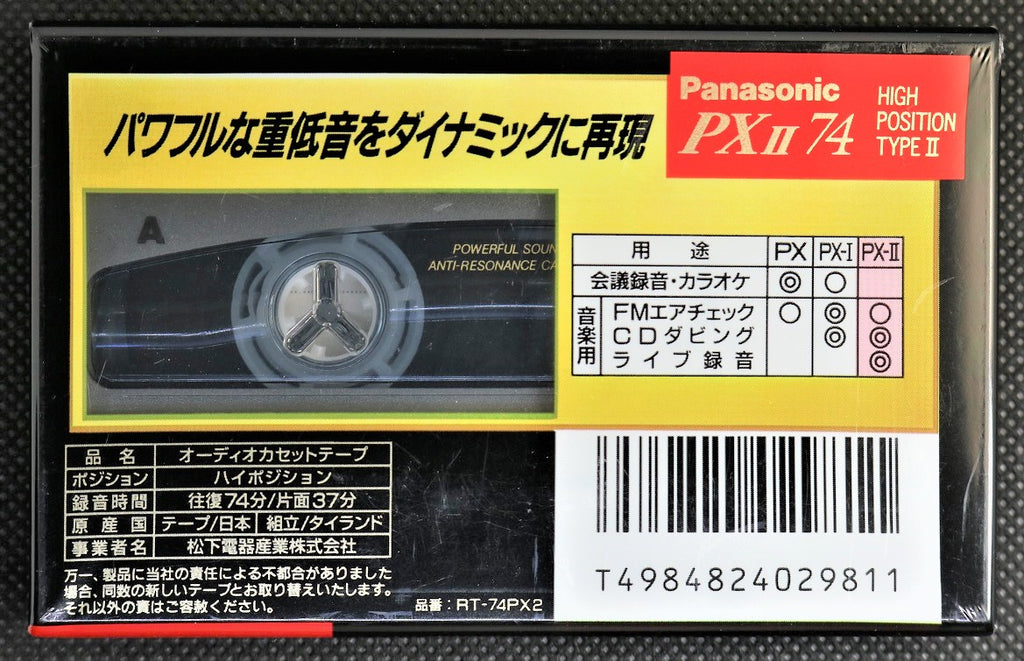 Panasonic
PX II 74
HIGH
POSITION
TYPE II
パワフルな重低音をダイナミックに再現
A
POWERFUL SOUN
ANTI-RESONANCE CA
用途 PX PX-I PX-II
会議録音・カラオケ ◎ ○
音楽用
FMエアチェック ○ ◎ ○
CDダビング ◎ ◎
ライブ録音 ◎
品名 オーディオカセットテープ
ポジション ハイポジション
録音時間 往復74分/片面37分
原産国 テープ/日本 組立/タイランド
事業者名 松下電器産業株式会社
万一、製品に当社の責任による不都合がありました
場合、同数の新しいテープとお取り替えいたします。
それ以外の責はご容赦ください。
品番:RT-74PX2
T4984824029811